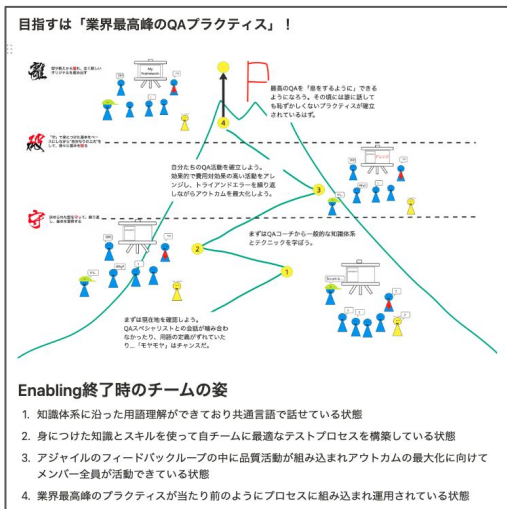 目指すは「業界最高峰のQAプラクティス」！
離
My
Framework
最高のQAを「息をするように」できる
ようになろう。その頃には誰に話して
も恥ずかしくないプラクティスが確立
されているはず。
4
破
自分たちのQA活動を確立しよう。
効果的で費用対効果の高い活動をアレ
ンジし、トライアンドエラーを繰り返
しながらアウトカムを最大化しよう。
3
守
まずはQAコーチから一般的な知識体系
とテクニックを学ぼう。
2
1
まずは現在地を確認しよう。
QAスペシャリストとの会話が噛み合わ
なかったり、用語の定義がずれていた
り…「モヤモヤ」はチャンスだ。
Enabling終了時のチームの姿
1. 知識体系に沿った用語理解ができており共通言語で話せている状態
2. 身につけた知識とスキルを使って自チームに最適なテストプロセスを構築している状態
3. アジャイルのフィードバックループの中に品質活動が組み込まれアウトカムの最大化に向けて
メンバー全員が活動できている状態
4. 業界最高峰のプラクティスが当たり前のようにプロセスに組み込まれ運用されている状態